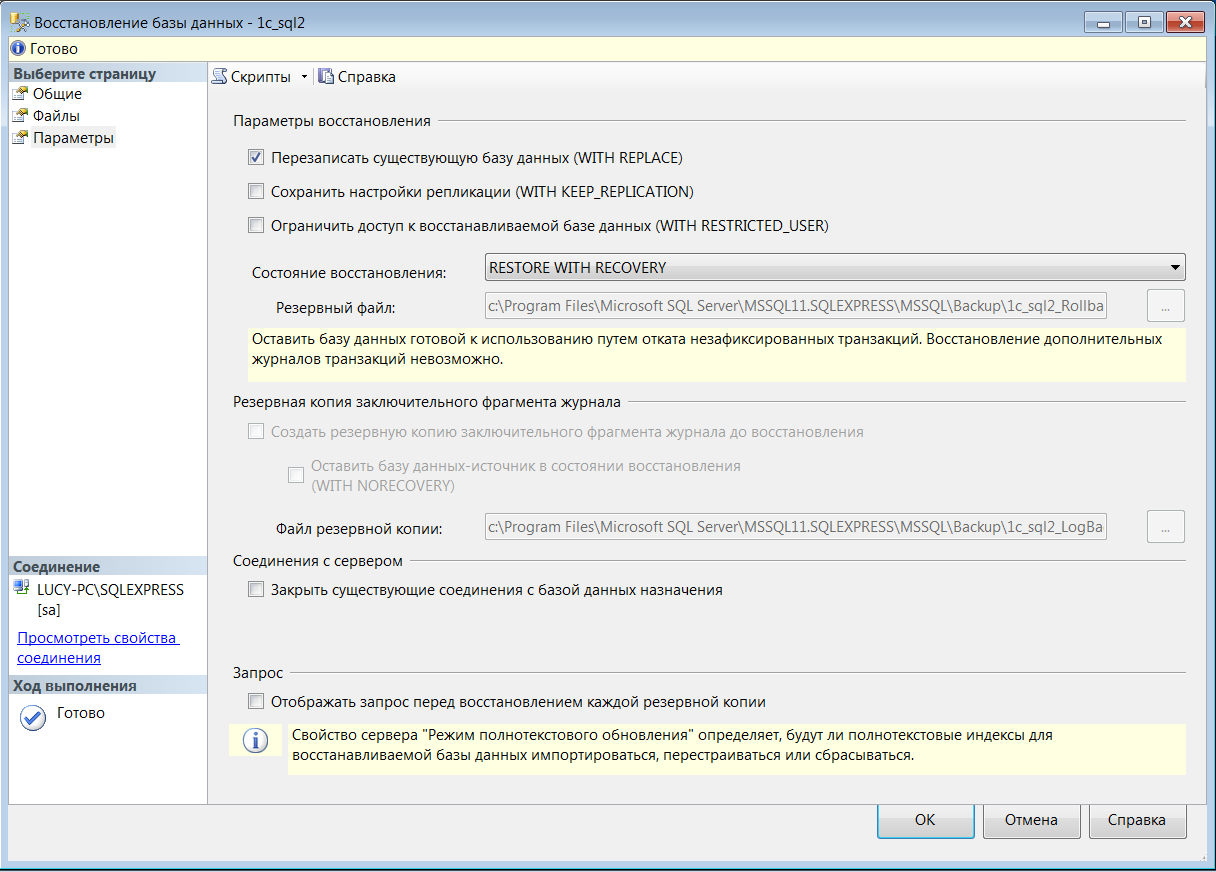 Восстановление базы данных - 1c_sql2
Готово
Выберите страницу
Общие
Файлы
Параметры
Скрипты
Справка
Параметры восстановления
Перезаписать существующую базу данных (WITH REPLACE)
Сохранить настройки репликации (WITH KEEP_REPLICATION)
Ограничить доступ к восстанавливаемой базе данных (WITH RESTRICTED_USER)
Состояние восстановления:
RESTORE WITH RECOVERY
Резервный файл:
c:\Program Files\Microsoft SQL Server\MSSQL11.SQLEXPRESS\MSSQL\Backup\1c_sql2_Rollba
...
Оставить базу данных готовой к использованию путем отката незафиксированных транзакций. Восстановление дополнительных
журналов транзакций невозможно.
Резервная копия заключительного фрагмента журнала
Создать резервную копию заключительного фрагмента журнала до восстановления
Оставить базу данных-источник в состоянии восстановления
(WITH NORECOVERY)
Файл резервной копии:
c:\Program Files\Microsoft SQL Server\MSSQL11.SQLEXPRESS\MSSQL\Backup\1c_sql2_LogBa
...
Соединения с сервером
Закрыть существующие соединения с базой данных назначения
Запрос
Отображать запрос перед восстановлением каждой резервной копии
Свойство сервера "Режим полнотекстового обновления" определяет, будут ли полнотекстовые индексы для
восстанавливаемой базы данных импортироваться, перестраиваться или сбрасываться.
Соединение
LUCY-PC\SQLEXPRESS
[sa]
Просмотреть свойства
соединения
Ход выполнения
Готово
ОК
Отмена
Справка